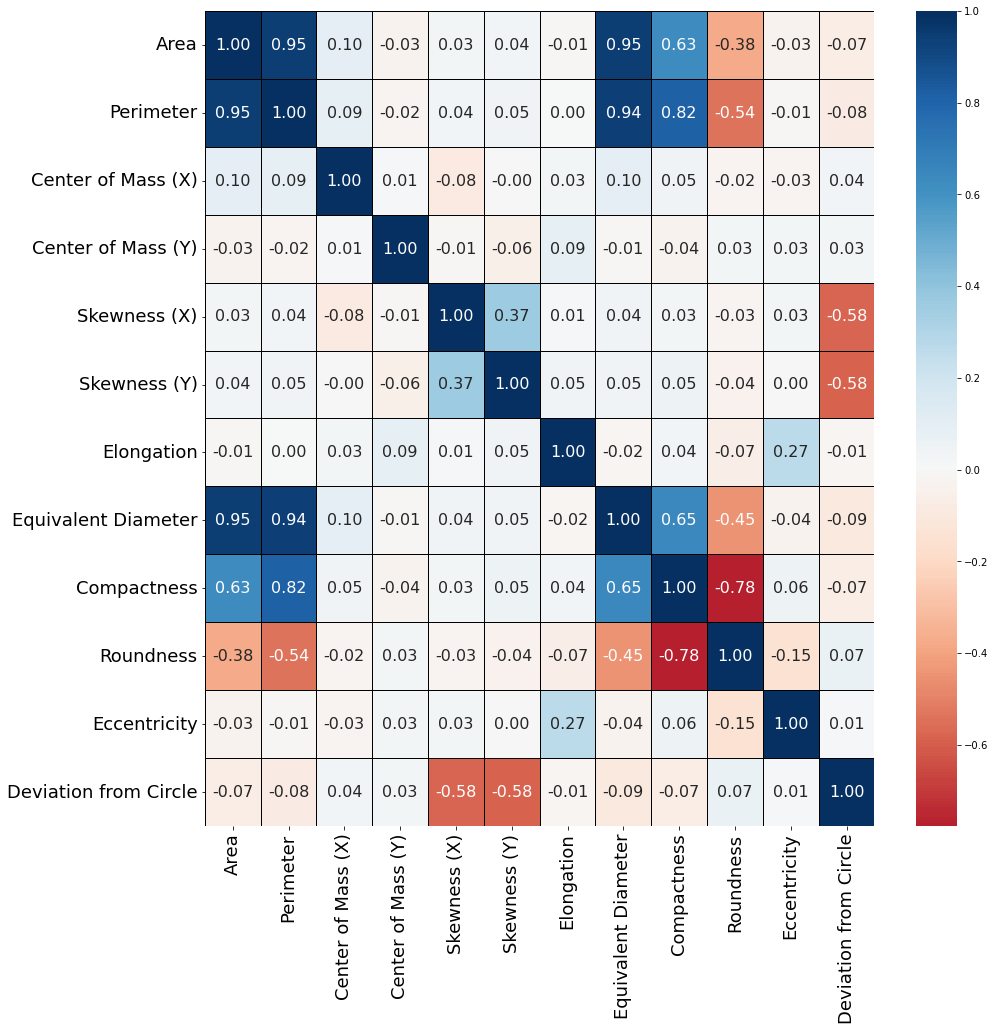 Area 1.00 0.95 0.10 -0.03 0.03 0.04 -0.01 0.95 0.63 -0.38 -0.03 -0.07
Perimeter 0.95 1.00 0.09 -0.02 0.04 0.05 0.00 0.94 0.82 -0.54 -0.01 -0.08
Center of Mass (X) 0.10 0.09 1.00 0.01 -0.08 -0.00 0.03 0.10 0.05 -0.02 -0.03 0.04
Center of Mass (Y) -0.03 -0.02 0.01 1.00 -0.01 -0.06 0.09 -0.01 -0.04 0.03 0.03 0.03
Skewness (X) 0.03 0.04 -0.08 -0.01 1.00 0.37 0.01 0.04 0.03 -0.03 0.03 -0.58
Skewness (Y) 0.04 0.05 -0.00 -0.06 0.37 1.00 0.05 0.05 0.05 -0.04 0.00 -0.58
Elongation -0.01 0.00 0.03 0.09 0.01 0.05 1.00 -0.02 0.04 -0.07 0.27 -0.01
Equivalent Diameter 0.95 0.94 0.10 -0.01 0.04 0.05 -0.02 1.00 0.65 -0.45 -0.04 -0.09
Compactness 0.63 0.82 0.05 -0.04 0.03 0.05 0.04 0.65 1.00 -0.78 0.06 -0.07
Roundness -0.38 -0.54 -0.02 0.03 -0.03 -0.04 -0.07 -0.45 -0.78 1.00 -0.15 0.07
Eccentricity -0.03 -0.01 -0.03 0.03 0.03 0.00 0.27 -0.04 0.06 -0.15 1.00 0.01
Deviation from Circle -0.07 -0.08 0.04 0.03 -0.58 -0.58 -0.01 -0.09 -0.07 0.07 0.01 1.00
Area
Perimeter
Center of Mass (X)
Center of Mass (Y)
Skewness (X)
Skewness (Y)
Elongation
Equivalent Diameter
Compactness
Roundness
Eccentricity
Deviation from Circle
1.0
0.8
0.6
0.4
0.2
0.0
−0.2
−0.4
−0.6